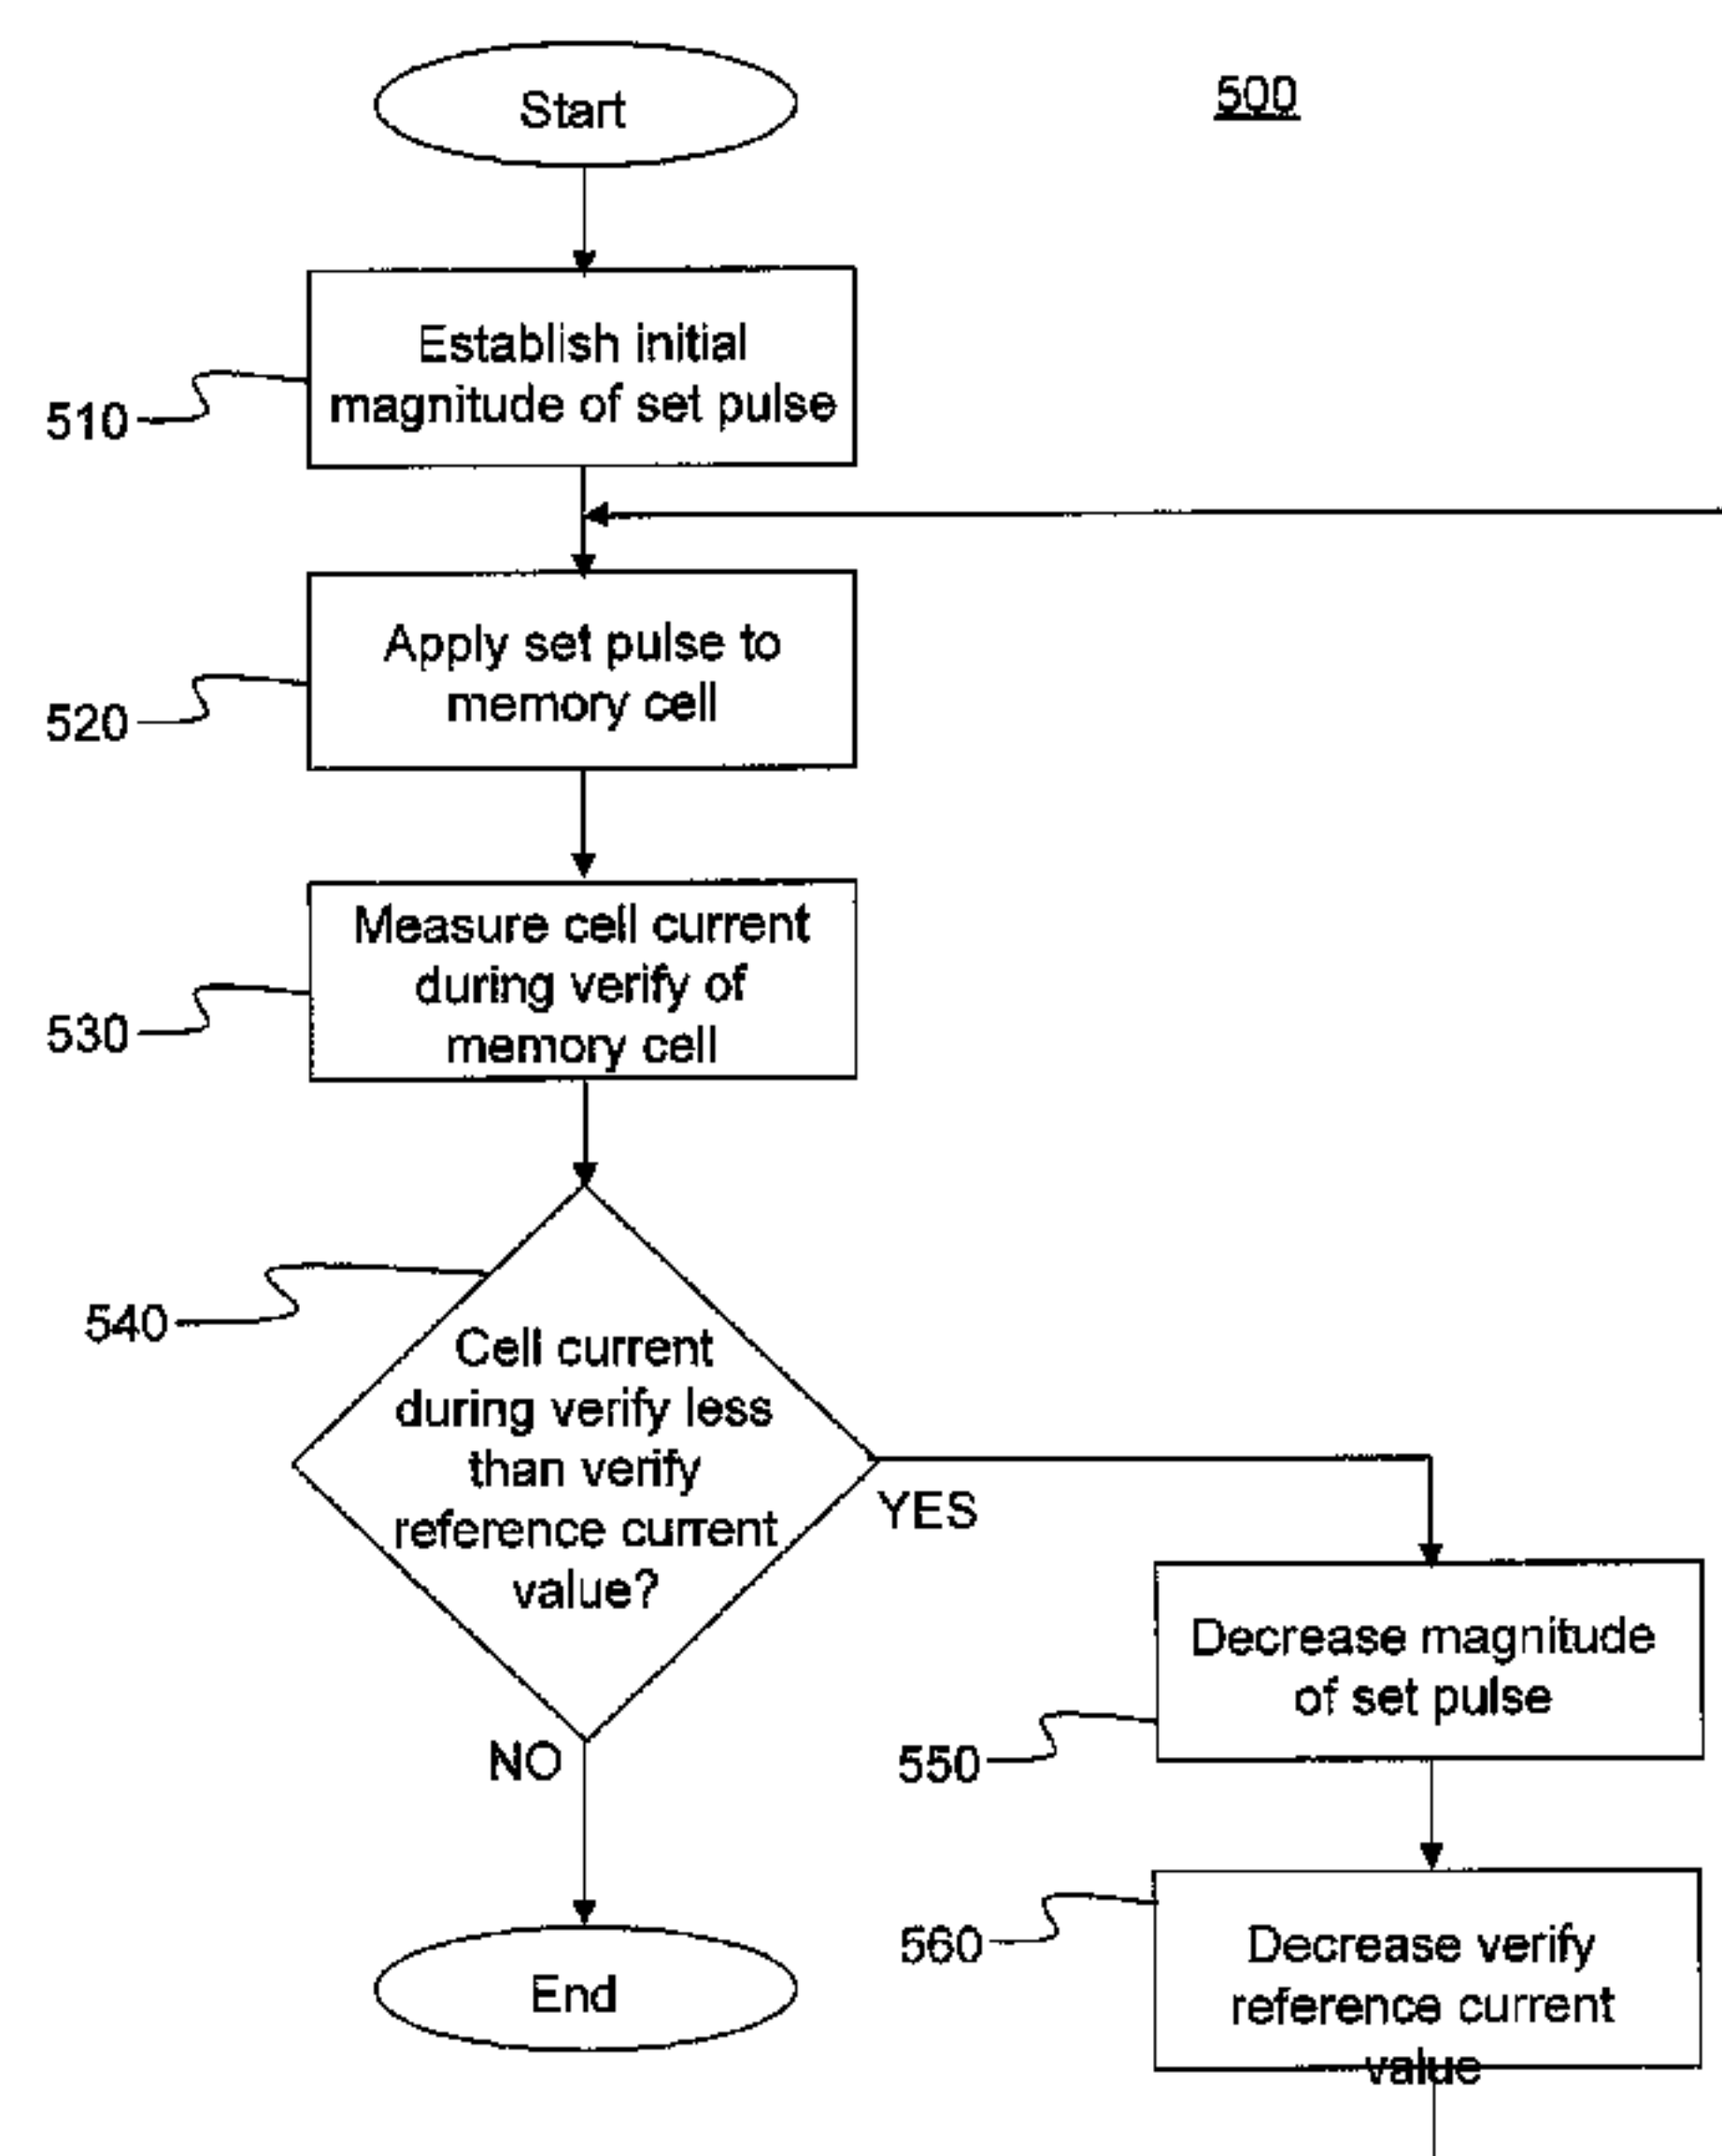 Start
500
Establish initial
magnitude of set pulse
510
Apply set pulse to
memory cell
520
Measure cell current
during verify of
memory cell
530
540
Cell current
during verify less
than verify
reference current
value?
YES
Decrease magnitude
of set pulse
550
NO
560
Decrease verify
reference current
value
End